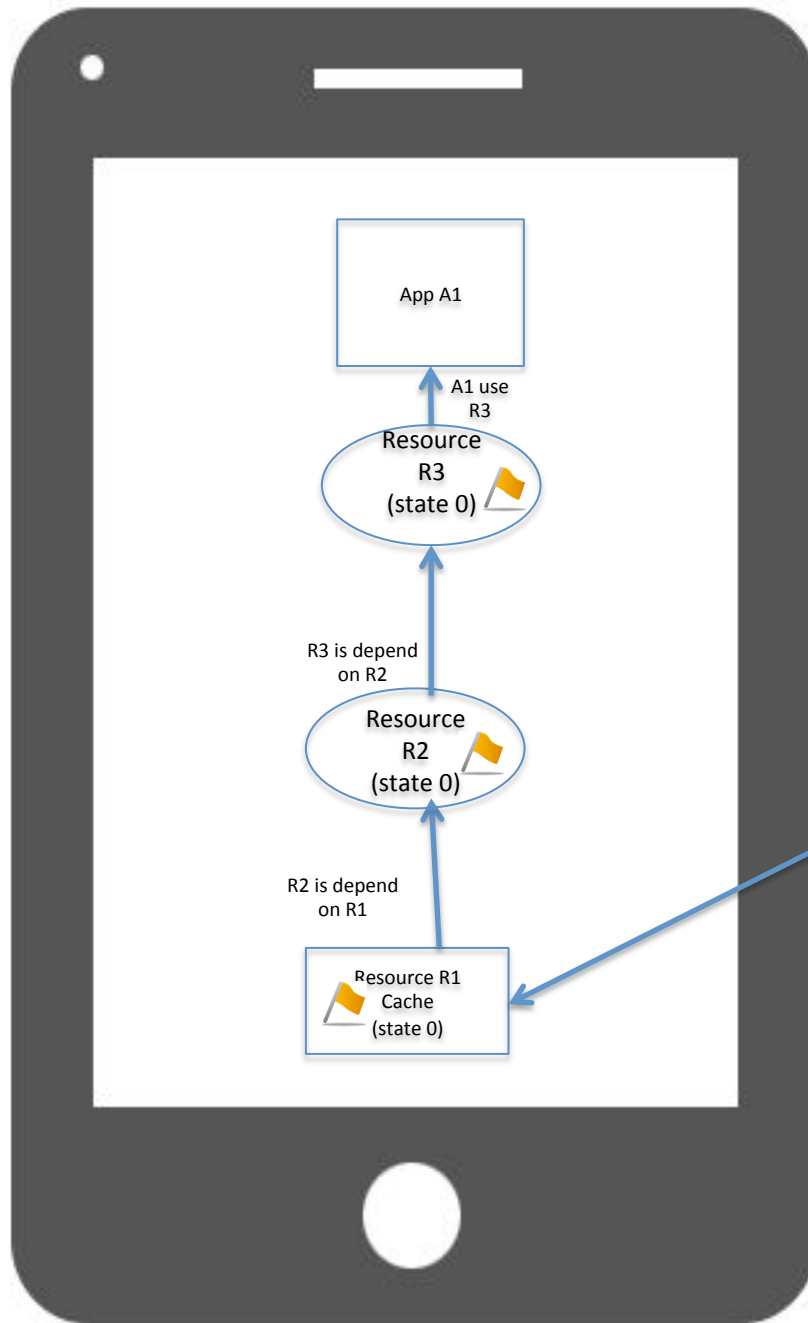 App A1
A1 use
R3
Resource
R3
(state 0)
R3 is depend
on R2
Resource
R2
(state 0)
R2 is depend
on R1
Resource R1
Cache
(state 0)